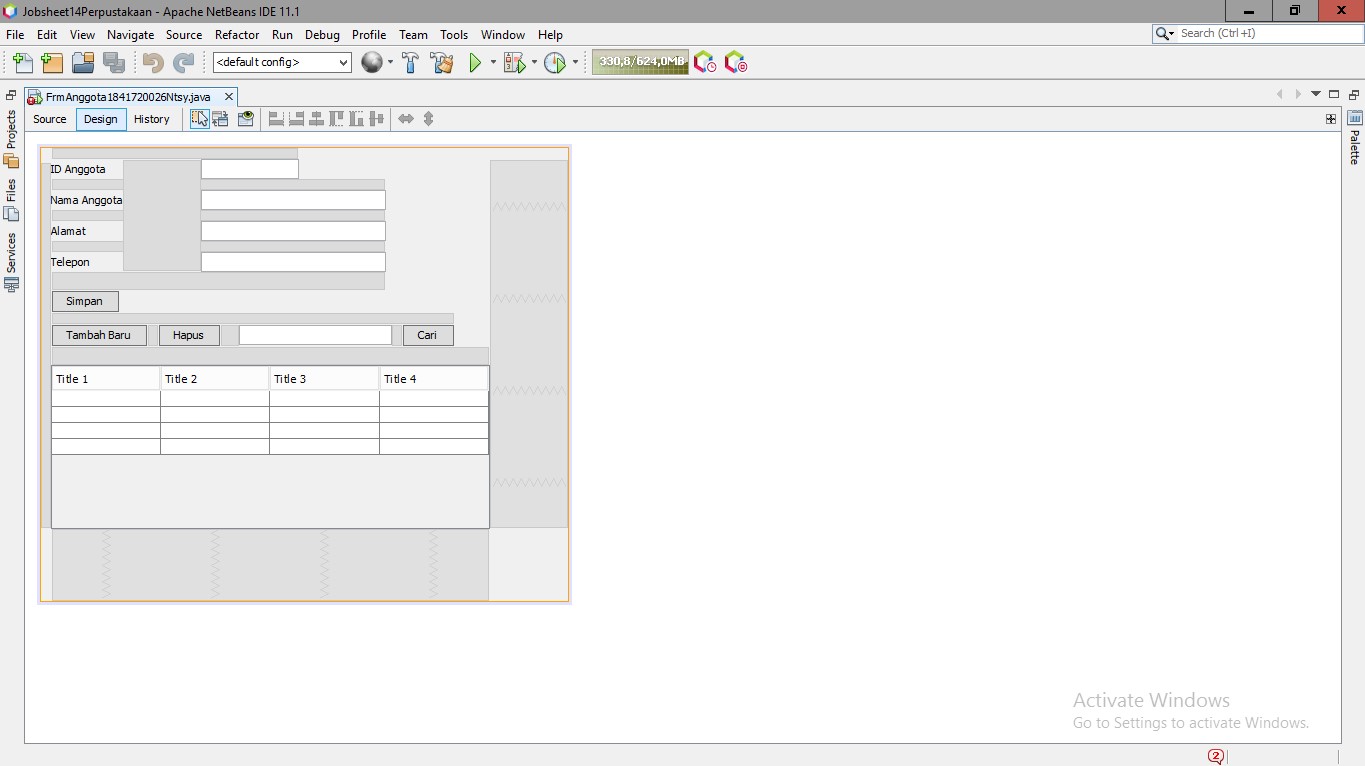 Jobsheet14Perpustakaan - Apache NetBeans IDE 11.1
File Edit View Navigate Source Refactor Run Debug Profile Team Tools Window Help
Search (Ctrl+I)
<default config>
330,8/624,0MB
FrmAnggota1841720026Ntsy.java
Source Design History
Projects
Files
Services
Palette
ID Anggota
Nama Anggota
Alamat
Telepon
Simpan
Tambah Baru Hapus Cari
Title 1 Title 2 Title 3 Title 4
Activate Windows
Go to Settings to activate Windows.
2